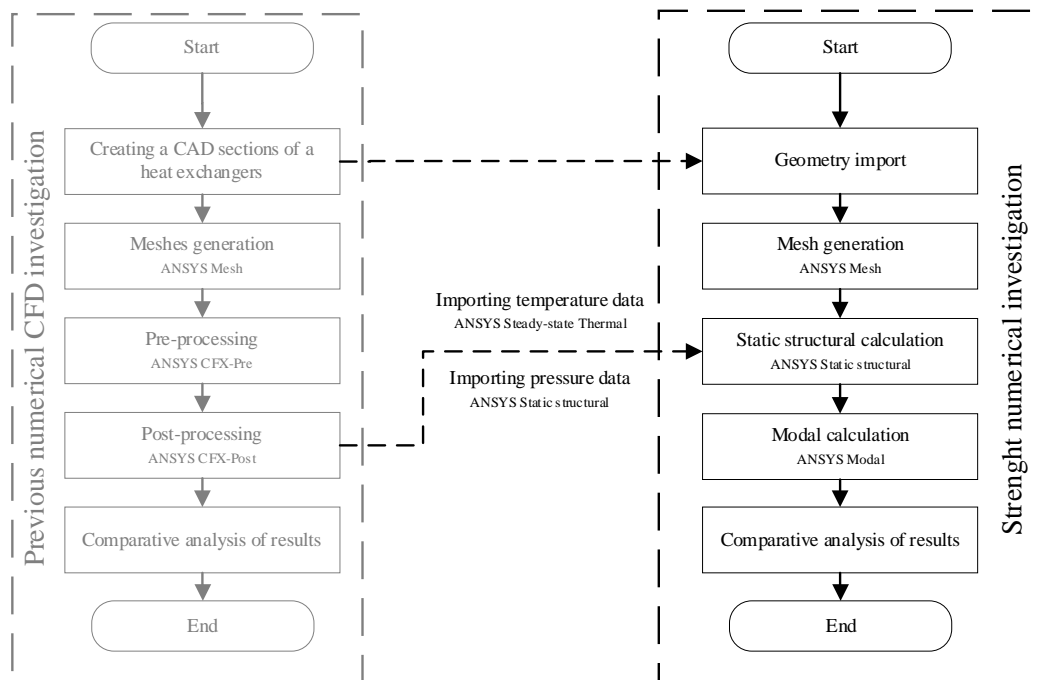 Previous numerical CFD investigation
Start
Creating a CAD sections of a
heat exchangers
Meshes generation
ANSYS Mesh
Pre-processing
ANSYS CFX-Pre
Post-processing
ANSYS CFX-Post
Comparative analysis of results
End
Importing temperature data
ANSYS Steady-state Thermal
Importing pressure data
ANSYS Static structural
Start
Geometry import
Mesh generation
ANSYS Mesh
Static structural calculation
ANSYS Static structural
Modal calculation
ANSYS Modal
Comparative analysis of results
End
Strenght numerical investigation